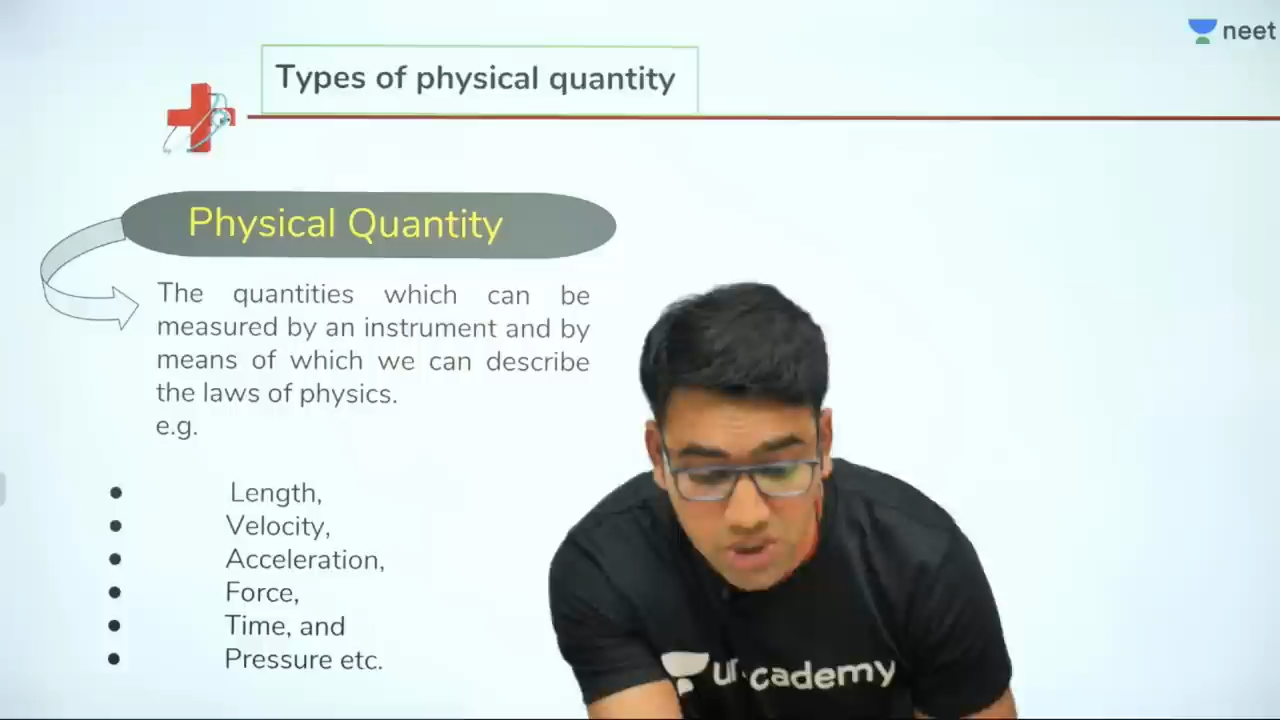 neet
Types of physical quantity
Physical Quantity
The quantities which can be
measured by an instrument and by
means of which we can describe
the laws of physics.
e.g.
● Length,
● Velocity,
● Acceleration,
● Force,
● Time, and
● Pressure etc.
cademy